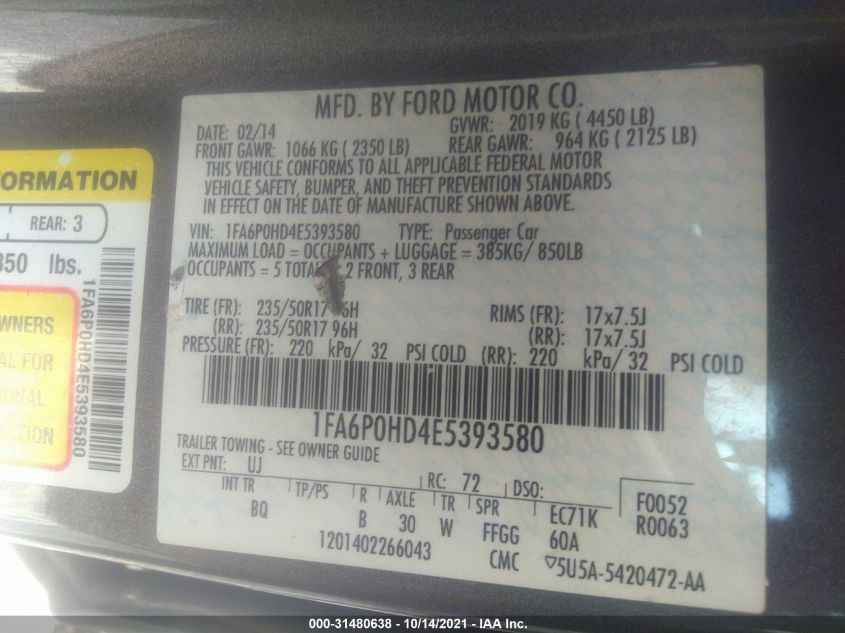 MFD. BY FORD MOTOR CO.
DATE: 02/14 GVWR: 2019 KG ( 4450 LB)
FRONT GAWR: 1066 KG ( 2350 LB) REAR GAWR: 964 KG ( 2125 LB)
THIS VEHICLE CONFORMS TO ALL APPLICABLE FEDERAL MOTOR
VEHICLE SAFETY, BUMPER, AND THEFT PREVENTION STANDARDS
IN EFFECT ON THE DATE OF MANUFACTURE SHOWN ABOVE.
VIN: 1FA6P0HD4E5393580 TYPE: Passenger Car
MAXIMUM LOAD = OCCUPANTS + LUGGAGE = 385KG/ 850LB
OCCUPANTS = 5 TOTAL 2 FRONT, 3 REAR
TIRE (FR): 235/50R17 6H RIMS (FR): 17x7.5J
(RR): 235/50R17 96H (RR): 17x7.5J
PRESSURE (FR): 220 kPa/ 32 PSI COLD (RR): 220 kPa/ 32 PSI COLD
1FA6P0HD4E5393580
TRAILER TOWING - SEE OWNER GUIDE
EXT PNT: UJ RC: 72 DSO:
INT TR TP/PS R AXLE TR SPR EC71K F0052
BQ B 30 W FFGG 60A R0063
1201402266043 CMC ▽5U5A-5420472-AA
ORMATION
REAR: 3
850 lbs.
WNERS
AL FOR
ONAL
TION
1FA6P0HD4E5393580
000-31480638 - 10/14/2021 - IAA Inc.